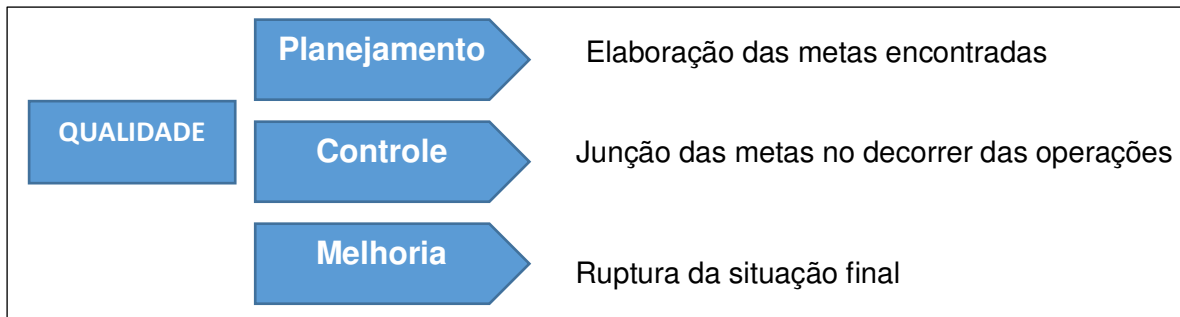 QUALIDADE
Planejamento
Elaboração das metas encontradas
Controle
Junção das metas no decorrer das operações
Melhoria
Ruptura da situação final